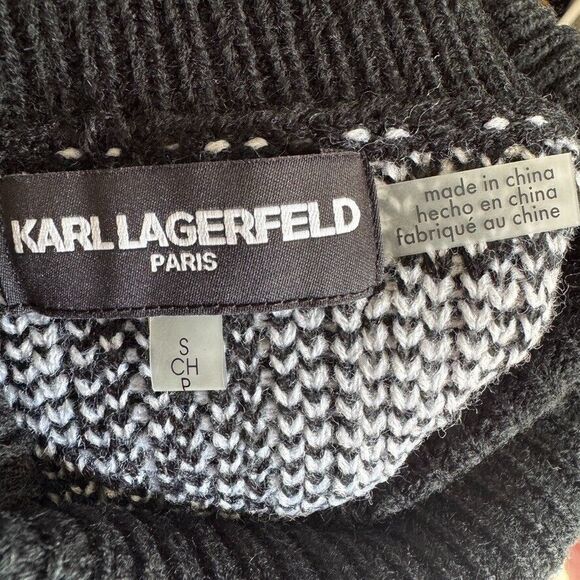 KARL LAGERFELD
PARIS
made in china
hecho en china
fabriqué au chine
S
CH
P